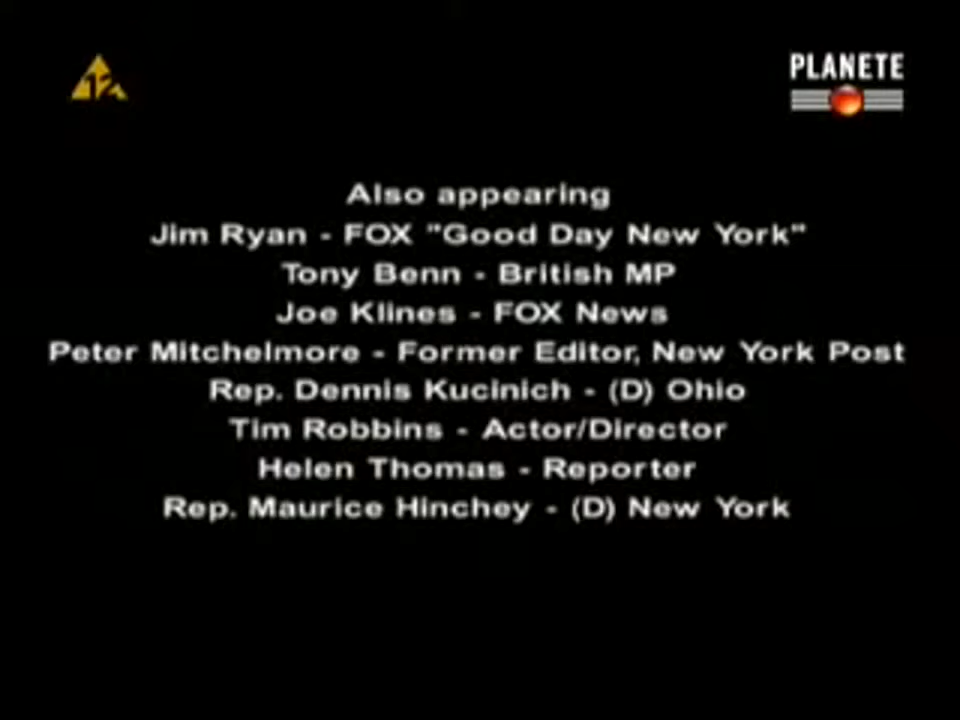 12
PLANETE
Also appearing
Jim Ryan - FOX "Good Day New York"
Tony Benn - British MP
Joe Klines - FOX News
Peter Mitchelmore - Former Editor, New York Post
Rep. Dennis Kucinich - (D) Ohio
Tim Robbins - Actor/Director
Helen Thomas - Reporter
Rep. Maurice Hinchey - (D) New York